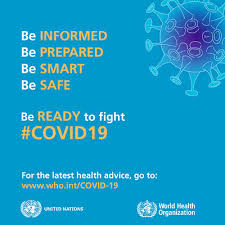 Be INFORMED
Be PREPARED
Be SMART
Be SAFE
Be READY to fight
#COVID19
For the latest health advice, go to:
www.who.int/COVID-19
UNITED NATIONS
World Health
Organization